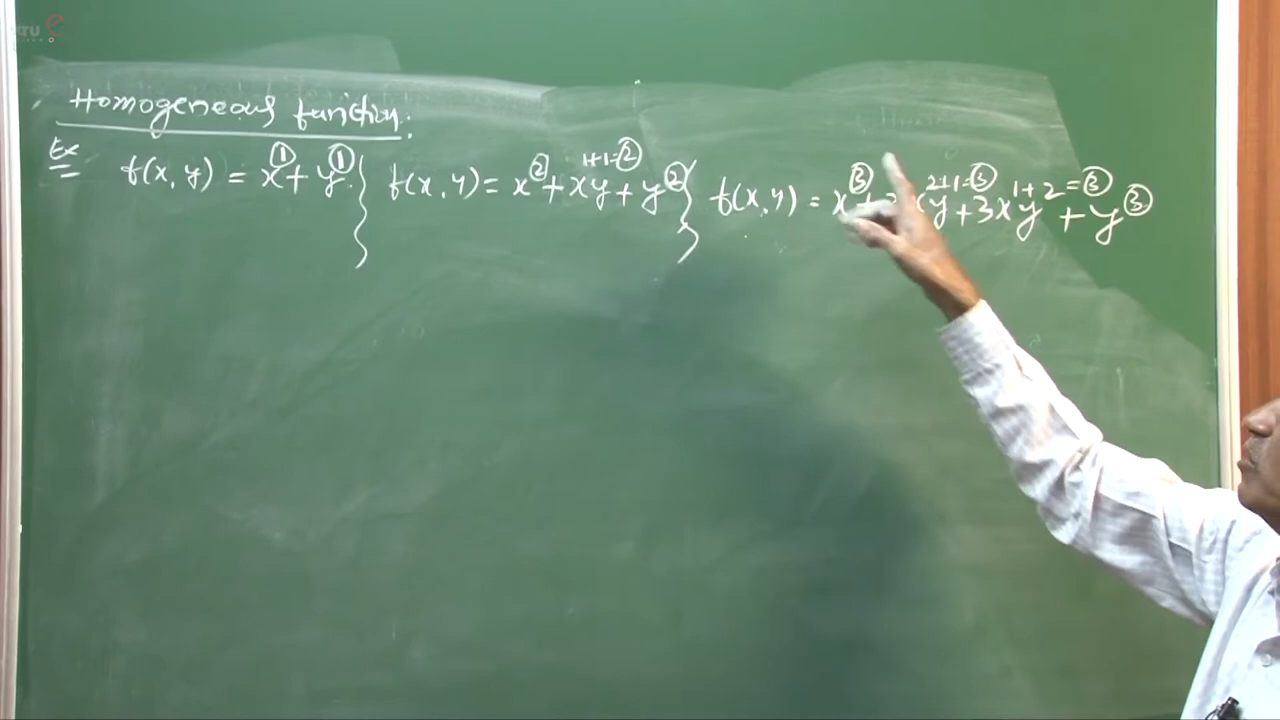 Homogeneous function:
Ex f(x, y) = x① + y①. } f(x, y) = x② + xy 1+1=② + y② } f(x, y) = x③ + x 2+1=③ y + 3x 1+2=③ y + y③